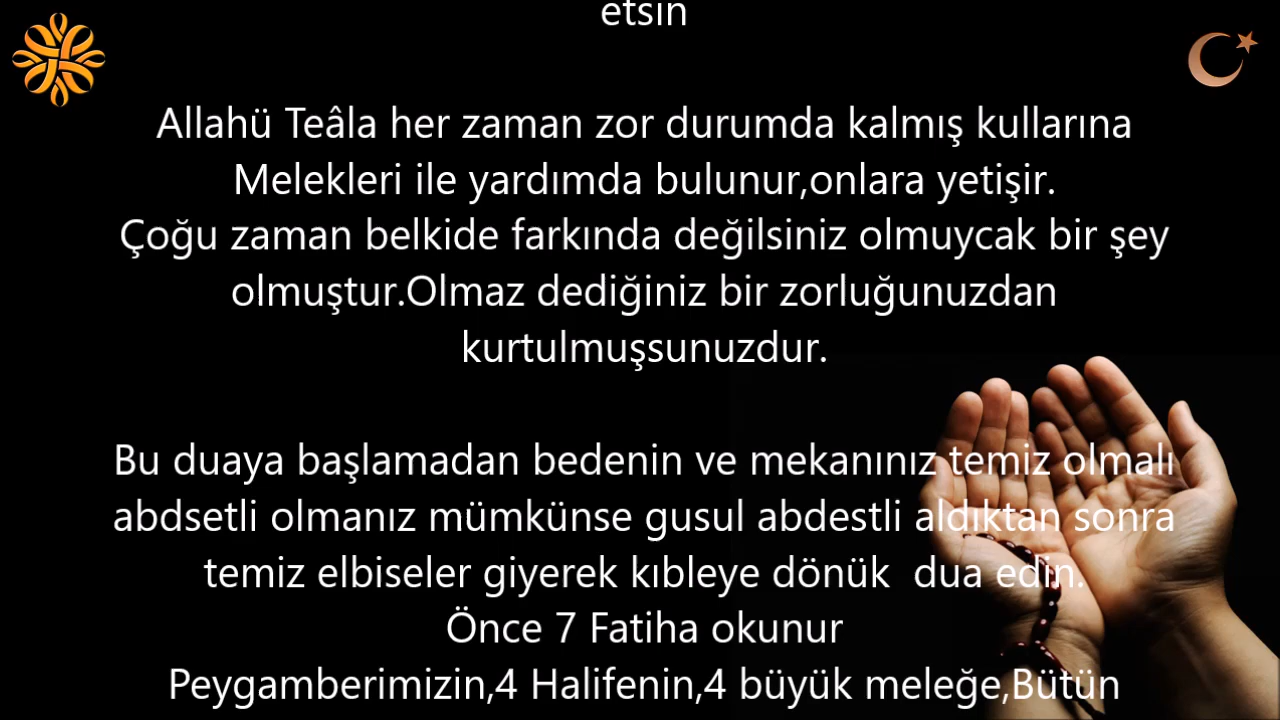 etsin
Allahü Teâla her zaman zor durumda kalmış kullarına
Melekleri ile yardımda bulunur,onlara yetişir.
Çoğu zaman belkide farkında değilsiniz olmuycak bir şey
olmuştur.Olmaz dediğiniz bir zorluğunuzdan
kurtulmuşsunuzdur.
Bu duaya başlamadan bedenin ve mekanınız temiz olmalı
abdsetli olmanız mümkünse gusul abdestli aldıktan sonra
temiz elbiseler giyerek kıbleye dönük  dua edin.
Önce 7 Fatiha okunur
Peygamberimizin,4 Halifenin,4 büyük meleğe,Bütün